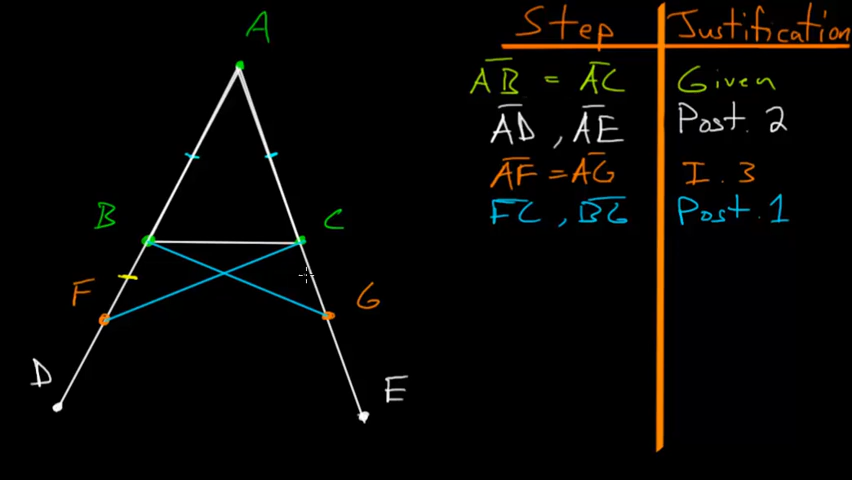 A
B
C
F
G
D
E
Step Justification
AB = AC Given
AD , AE Post. 2
AF = AG I. 3
FC , BG Post. 1